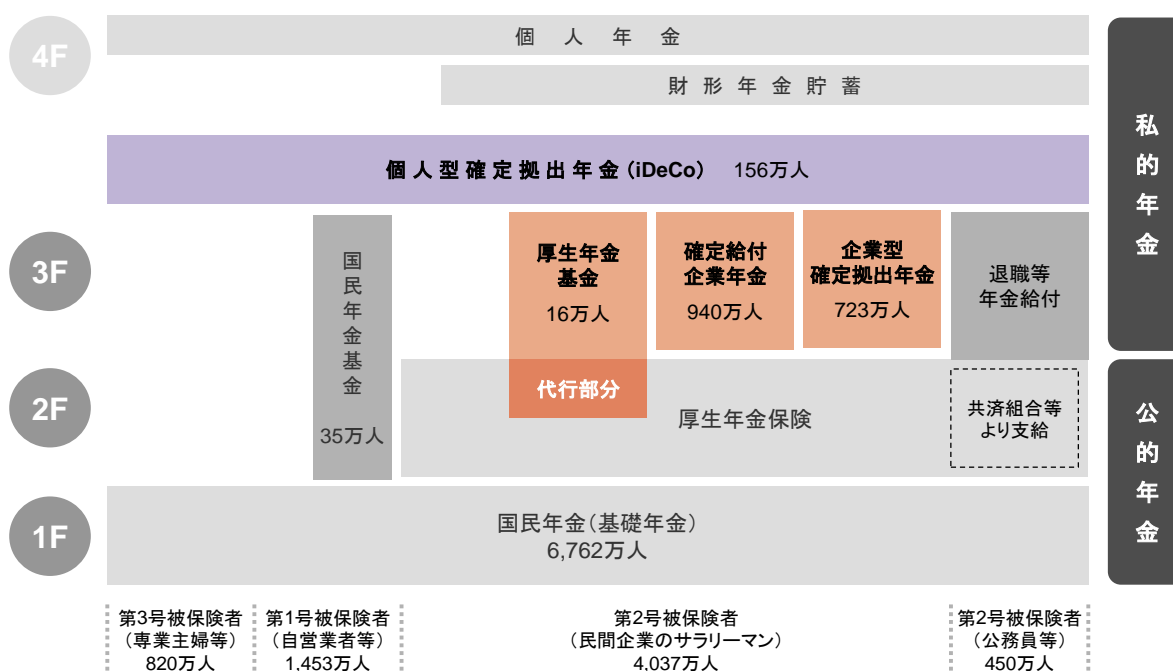 4F
個人年金
財形年金貯蓄
個人型確定拠出年金(iDeCo) 156万人
3F
国民年金基金
35万人
厚生年金
基金
16万人
確定給付
企業年金
940万人
企業型
確定拠出年金
723万人
退職等
年金給付
私的年金
2F
代行部分
厚生年金保険
共済組合等
より支給
1F
国民年金(基礎年金)
6,762万人
公的年金
第3号被保険者
(専業主婦等)
820万人
第1号被保険者
(自営業者等)
1,453万人
第2号被保険者
(民間企業のサラリーマン)
4,037万人
第2号被保険者
(公務員等)
450万人